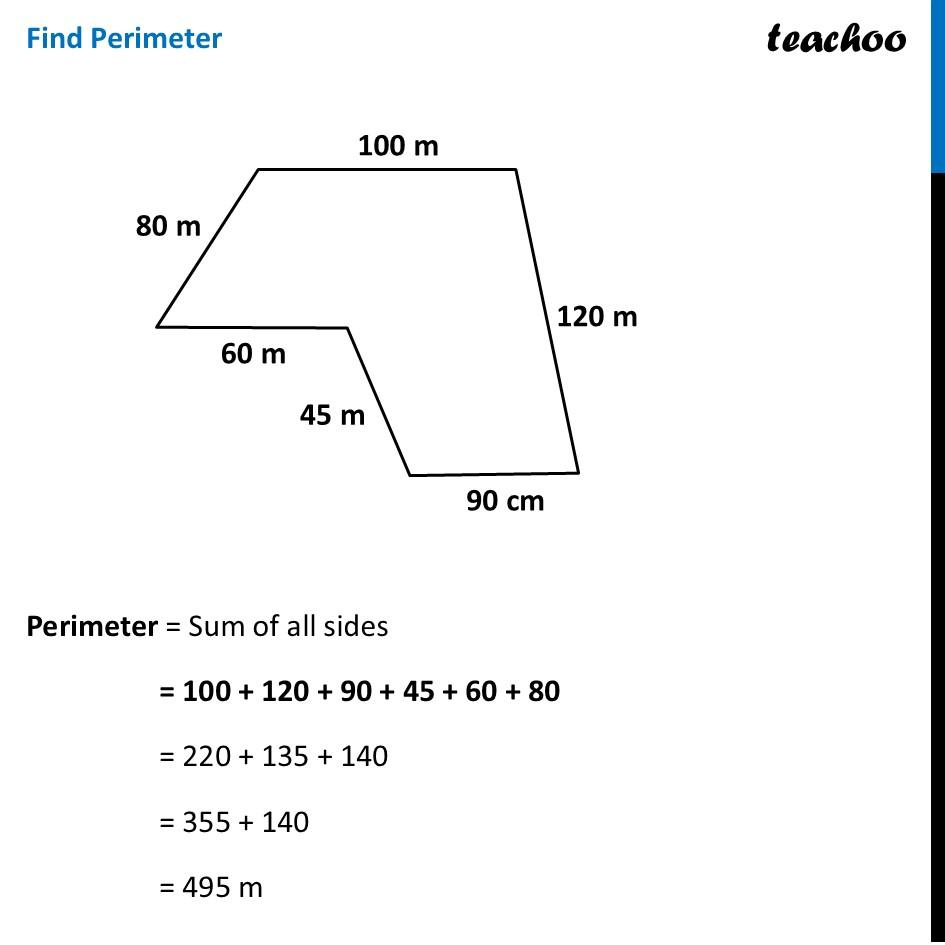 Find Perimeter
teachoo
100 m
80 m
120 m
60 m
45 m
90 cm
Perimeter = Sum of all sides
= 100 + 120 + 90 + 45 + 60 + 80
= 220 + 135 + 140
= 355 + 140
= 495 m